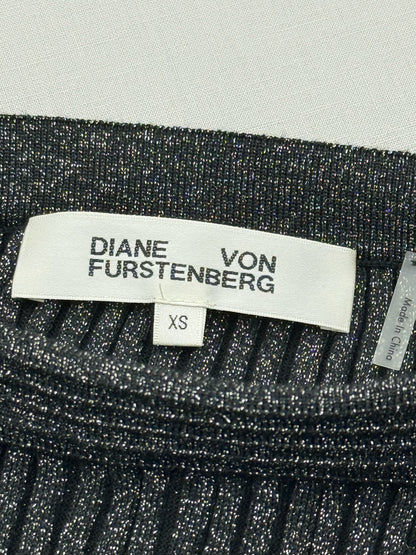 DIANE VON
FURSTENBERG
XS
Made In China